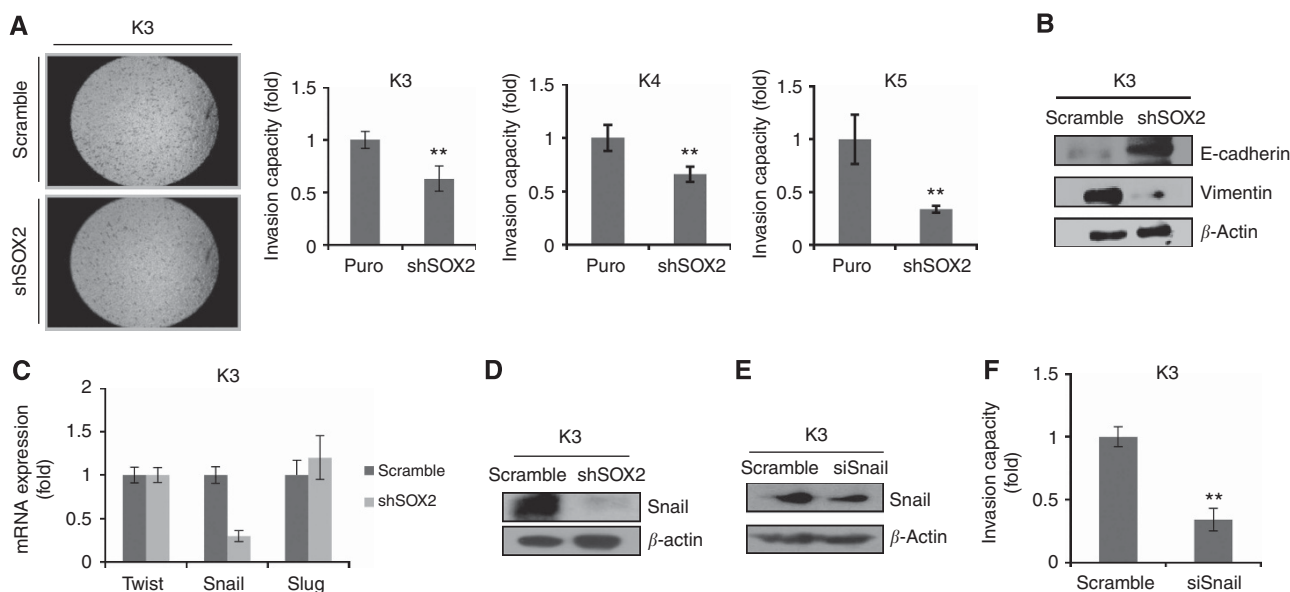 A
K3
Scramble
shSOX2
Invasion capacity (fold)
K3
1.5
1
0.5
0
**
Puro
shSOX2
Invasion capacity (fold)
K4
1.5
1
0.5
0
**
Puro
shSOX2
Invasion capacity (fold)
K5
1.5
1
0.5
0
**
Puro
shSOX2
B
K3
Scramble shSOX2
E-cadherin
Vimentin
β-Actin
C
K3
mRNA expression
(fold)
2
1.5
1
0.5
0
Twist
Snail
Slug
Scramble
shSOX2
D
K3
Scramble shSOX2
Snail
β-actin
E
K3
Scramble siSnail
Snail
β-Actin
F
K3
Invasion capacity
(fold)
1.5
1
0.5
0
**
Scramble
siSnail